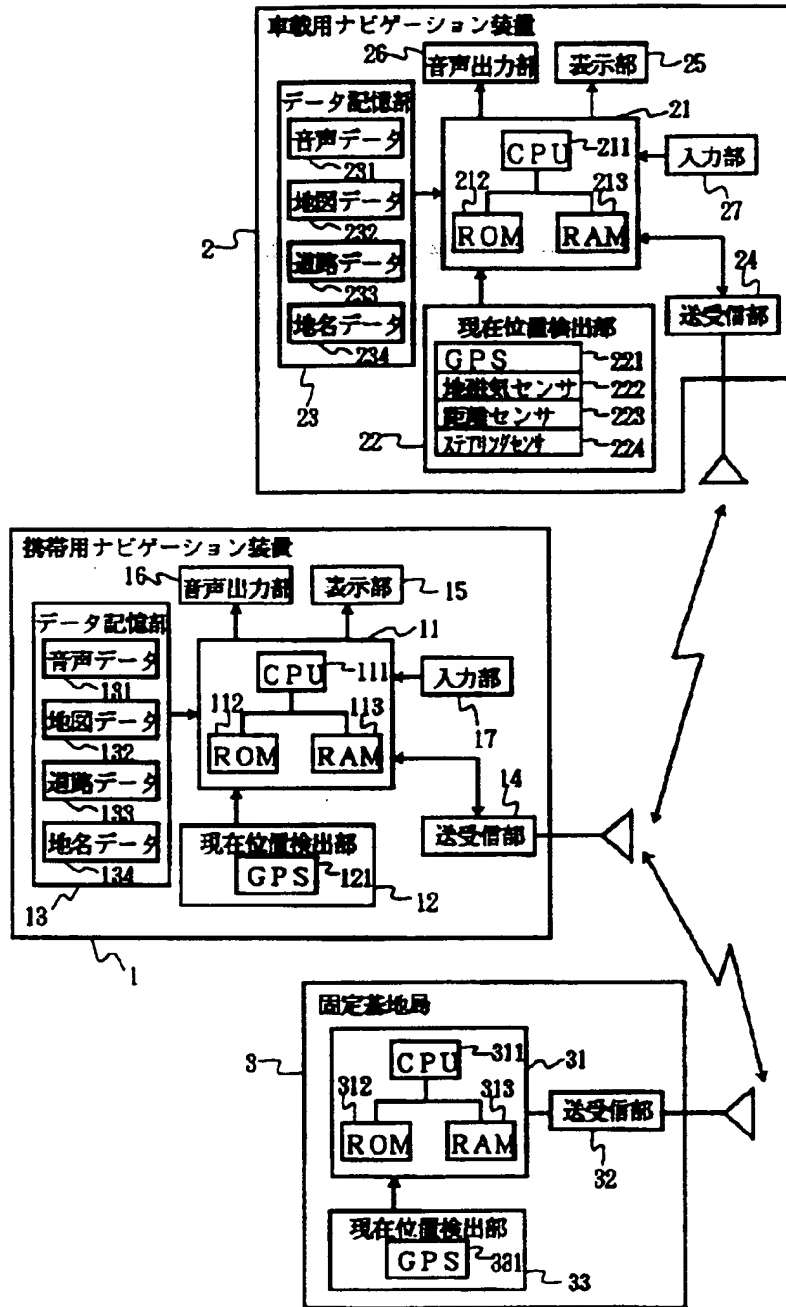 車載用ナビゲーション装置
26
音声出力部
表示部
25
データ記憶部
21
音声データ
231
CPU
211
入力部
27
地図データ
232
212
213
ROM
RAM
2
道路データ
233
24
送受信部
地名データ
234
23
現在位置検出部
GPS
221
地磁気センサ
222
距離センサ
223
ステアリングセンサ
224
22
携帯用ナビゲーション装置
16
音声出力部
表示部
15
データ記憶部
11
音声データ
131
CPU
111
入力部
17
地図データ
132
112
113
ROM
RAM
道路データ
133
14
送受信部
地名データ
134
13
現在位置検出部
GPS
121
12
1
固定基地局
3
CPU
311
31
312
313
ROM
RAM
送受信部
32
現在位置検出部
GPS
331
33